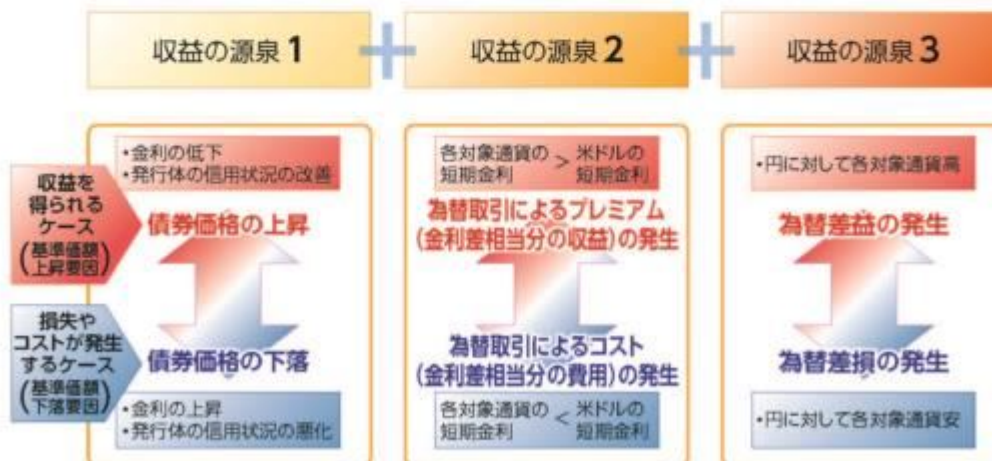 収益の源泉1
+
収益の源泉2
+
収益の源泉3
収益を
得られる
ケース
(基準価額
上昇要因)
・金利の低下
・発行体の信用状況の改善
債券価格の上昇
各対象通貨の
短期金利
>
米ドルの
短期金利
為替取引によるプレミアム
(金利差相当分の収益)の発生
・円に対して各対象通貨高
為替差益の発生
損失や
コストが発生
するケース
(基準価額
下落要因)
債券価格の下落
・金利の上昇
・発行体の信用状況の悪化
為替取引によるコスト
(金利差相当分の費用)の発生
各対象通貨の
短期金利
<
米ドルの
短期金利
為替差損の発生
・円に対して各対象通貨安